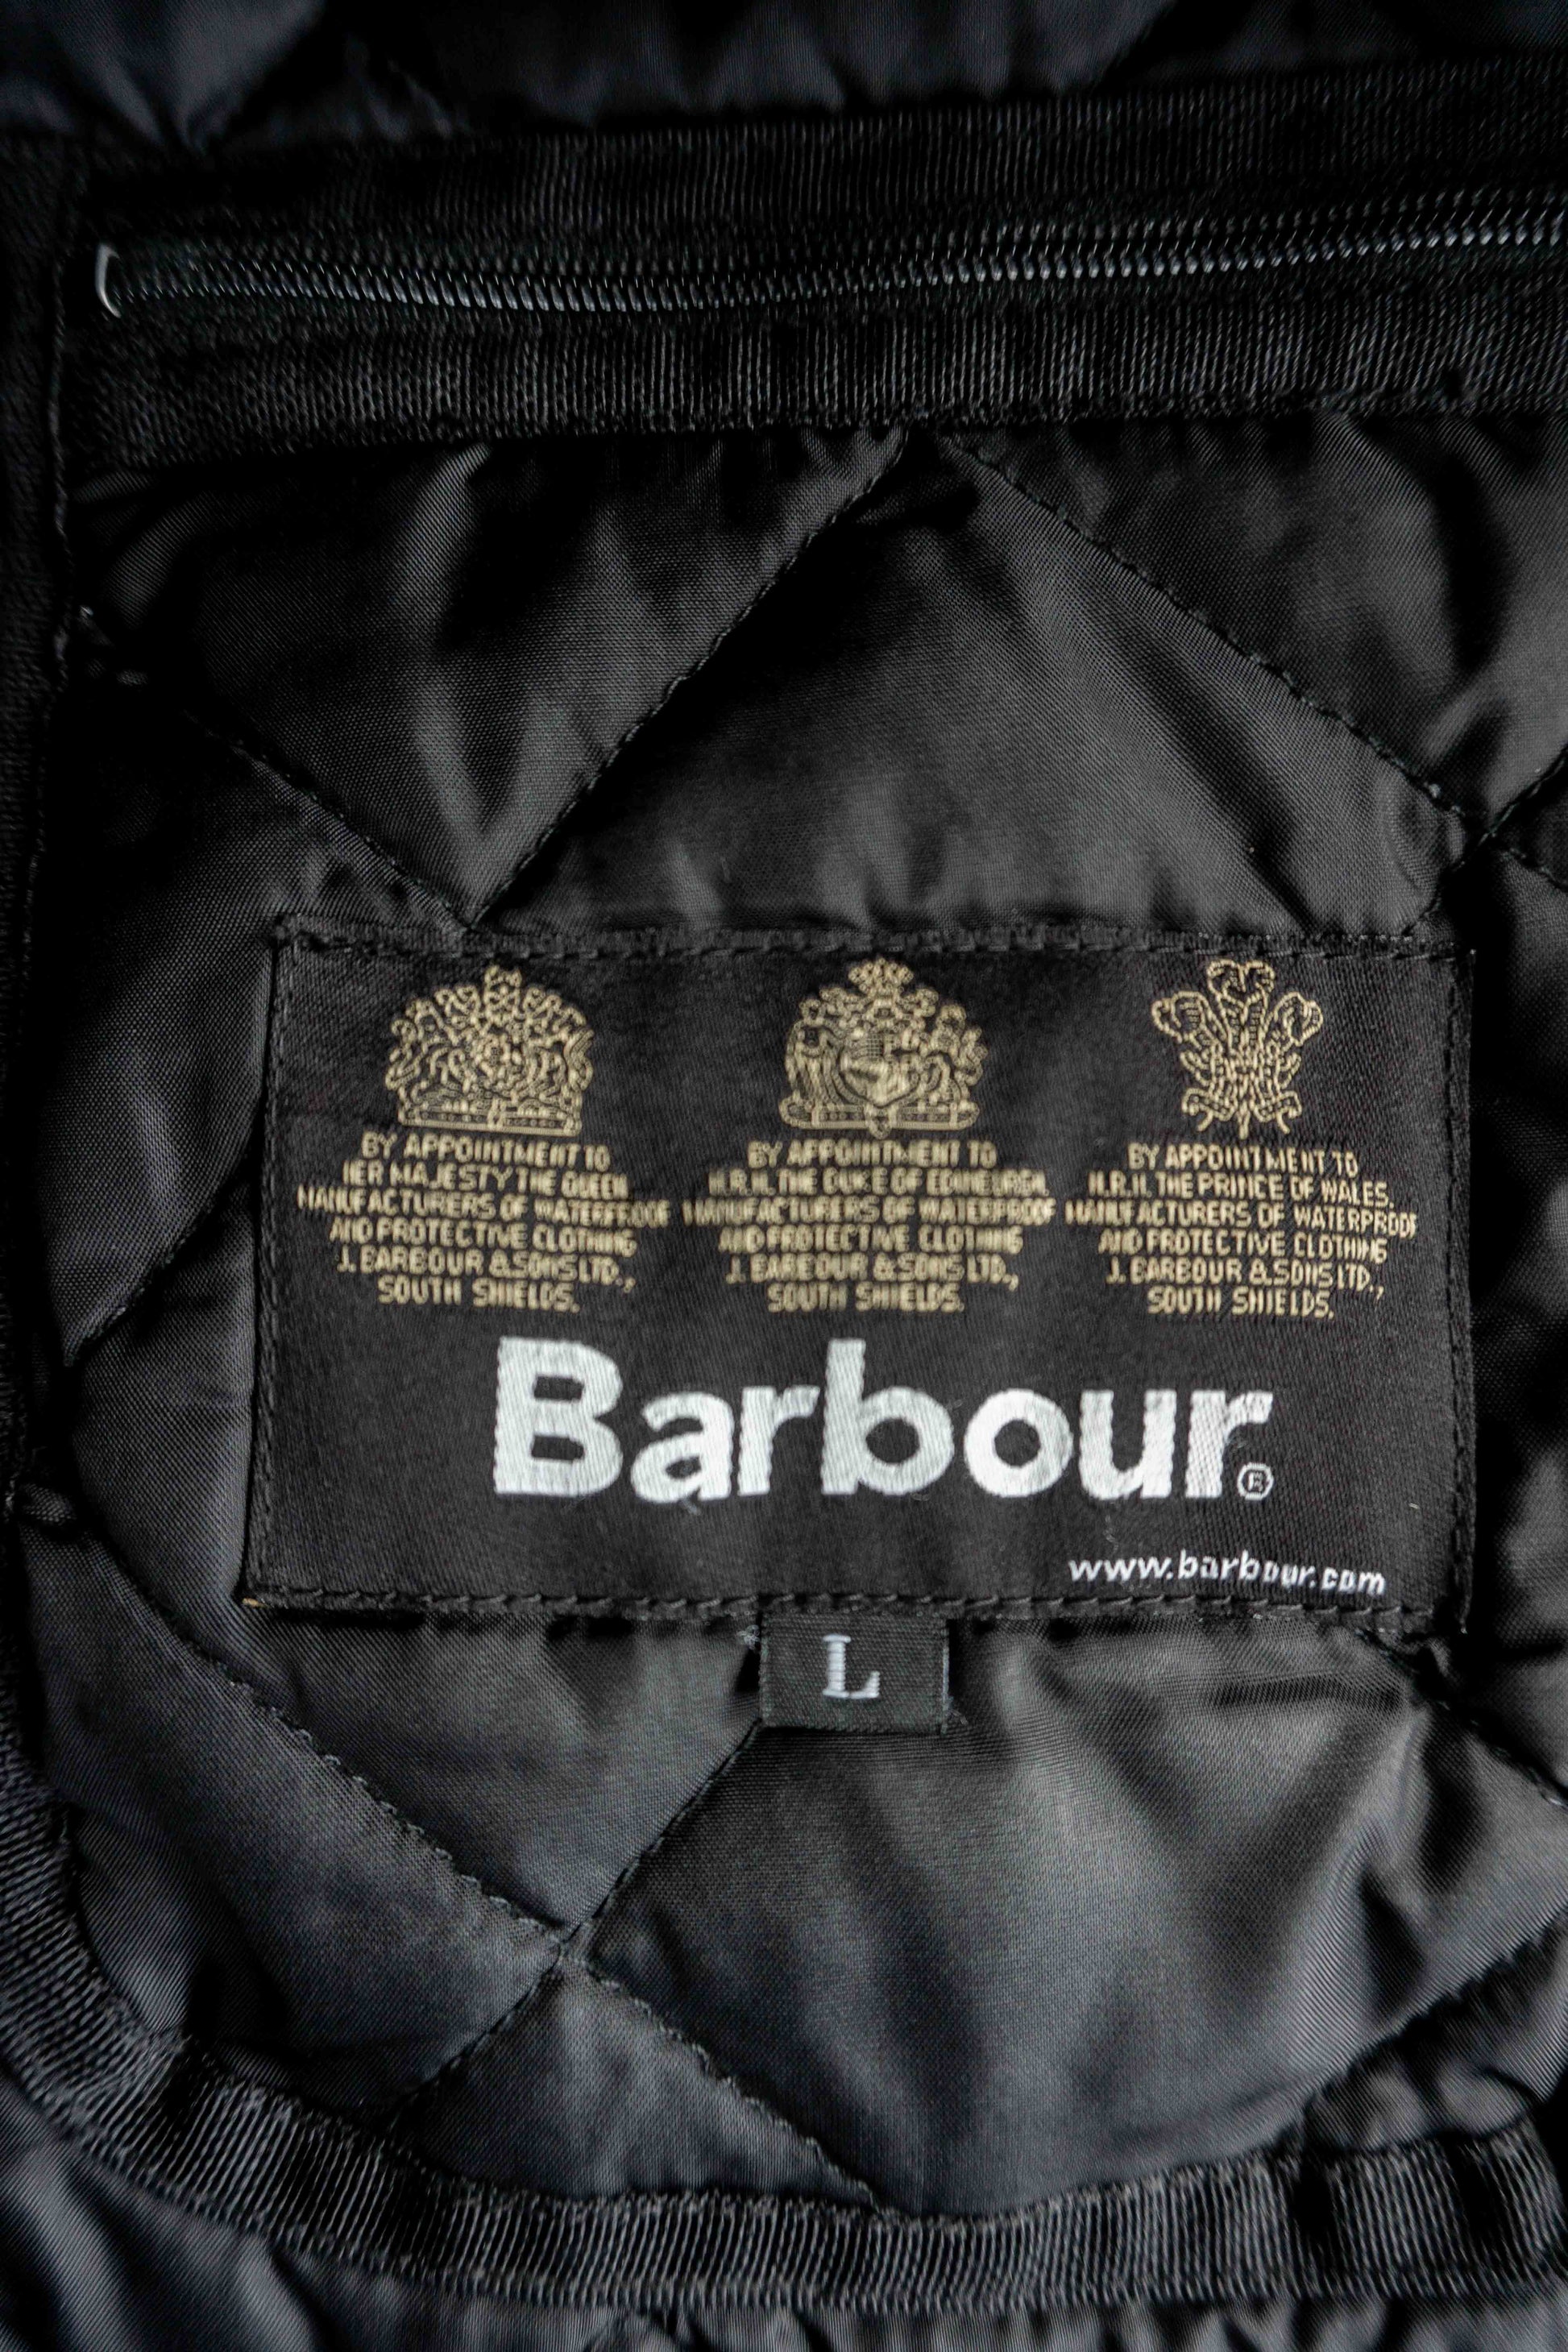 BY APPOINTMENT TO
HER MAJESTY THE QUEEN
MANUFACTURERS OF WATERPROOF
AND PROTECTIVE CLOTHING
J. BARBOUR & SONS LTD.,
SOUTH SHIELDS.
BY APPOINTMENT TO
H.R.H. THE DUKE OF EDINBURGH
MANUFACTURERS OF WATERPROOF
AND PROTECTIVE CLOTHING
J. BARBOUR & SONS LTD.,
SOUTH SHIELDS.
BY APPOINTMENT TO
H.R.H. THE PRINCE OF WALES.
MANUFACTURERS OF WATERPROOF
AND PROTECTIVE CLOTHING
J. BARBOUR & SONS LTD.,
SOUTH SHIELDS.
Barbour®
www.barbour.com
L